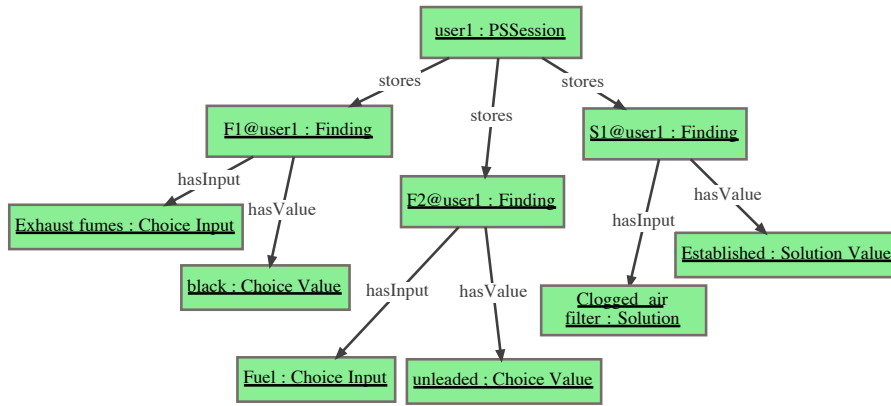 user1 : PSSession
stores
stores
stores
F1@user1 : Finding
S1@user1 : Finding
hasInput
hasValue
F2@user1 : Finding
hasInput
hasValue
Exhaust fumes : Choice Input
Established : Solution Value
black : Choice Value
hasInput
hasValue
Clogged air
filter : Solution
Fuel : Choice Input
unleaded : Choice Value